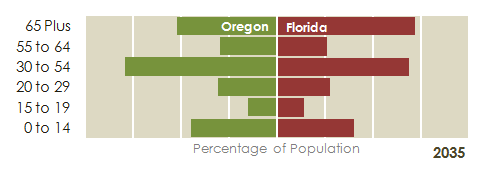 65 Plus Oregon Florida
55 to 64
30 to 54
20 to 29
15 to 19
0 to 14
Percentage of Population
2035